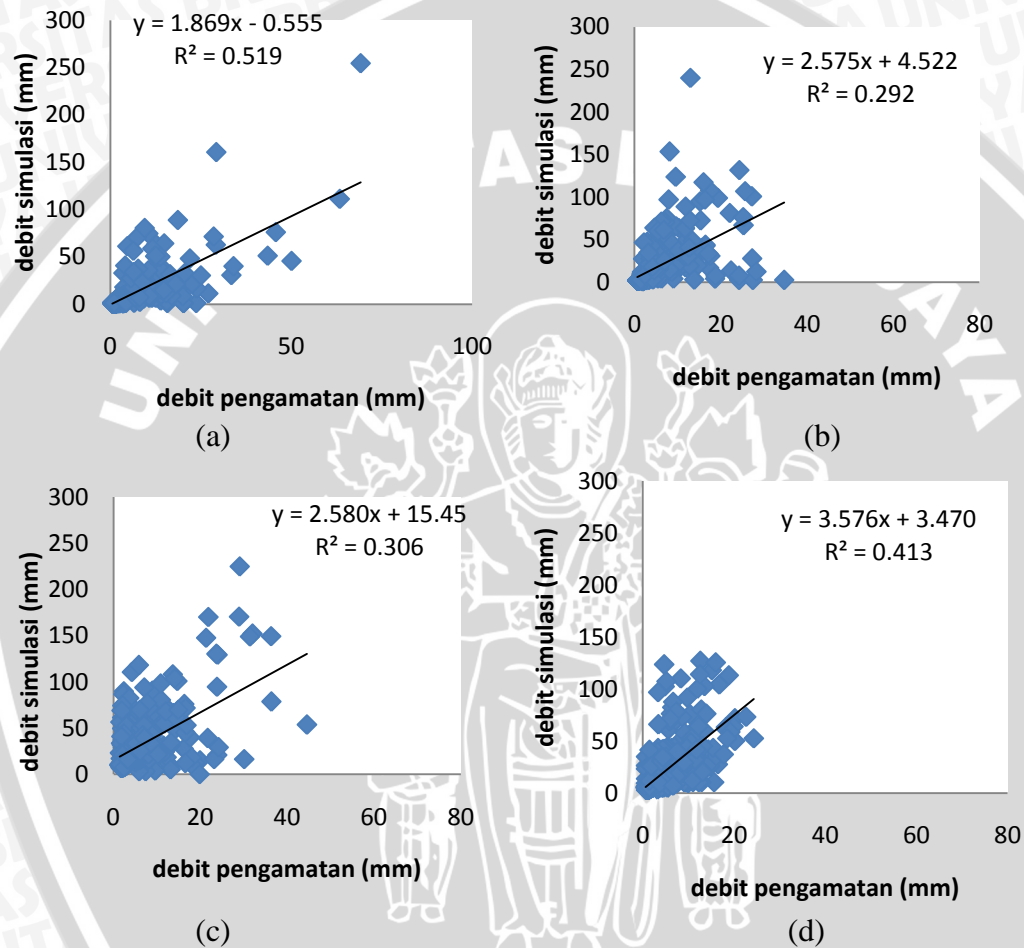 y = 1.869x - 0.555
R² = 0.519
300
250
200
150
100
50
0
0 50 100
debit simulasi (mm)
debit pengamatan (mm)
(a)
y = 2.575x + 4.522
R² = 0.292
300
250
200
150
100
50
0
0 20 40 60 80
debit simulasi (mm)
debit pengamatan (mm)
(b)
y = 2.580x + 15.45
R² = 0.306
300
250
200
150
100
50
0
0 20 40 60 80
debit simulasi (mm)
debit pengamatan (mm)
(c)
y = 3.576x + 3.470
R² = 0.413
300
250
200
150
100
50
0
0 20 40 60 80
debit simulasi (mm)
debit pengamatan (mm)
(d)